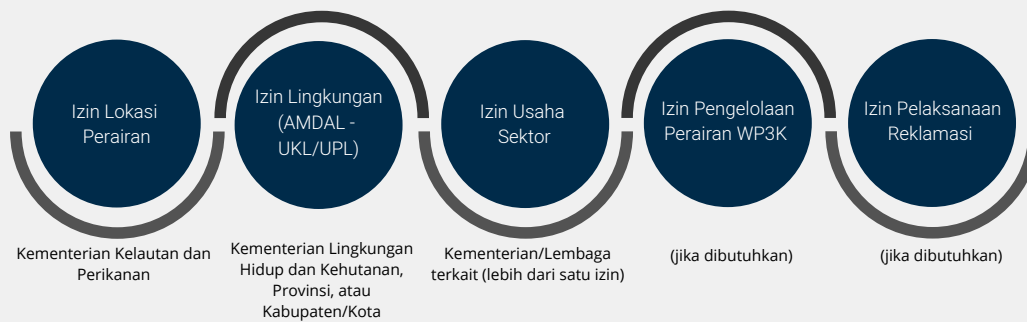 Izin Lokasi
Perairan
Izin Lingkungan
(AMDAL -
UKL/UPL)
Izin Usaha
Sektor
Izin Pengelolaan
Perairan WP3K
Izin Pelaksanaan
Reklamasi
Kementerian Kelautan dan
Perikanan
Kementerian Lingkungan
Hidup dan Kehutanan,
Provinsi, atau
Kabupaten/Kota
Kementerian/Lembaga
terkait (lebih dari satu izin)
(jika dibutuhkan)
(jika dibutuhkan)